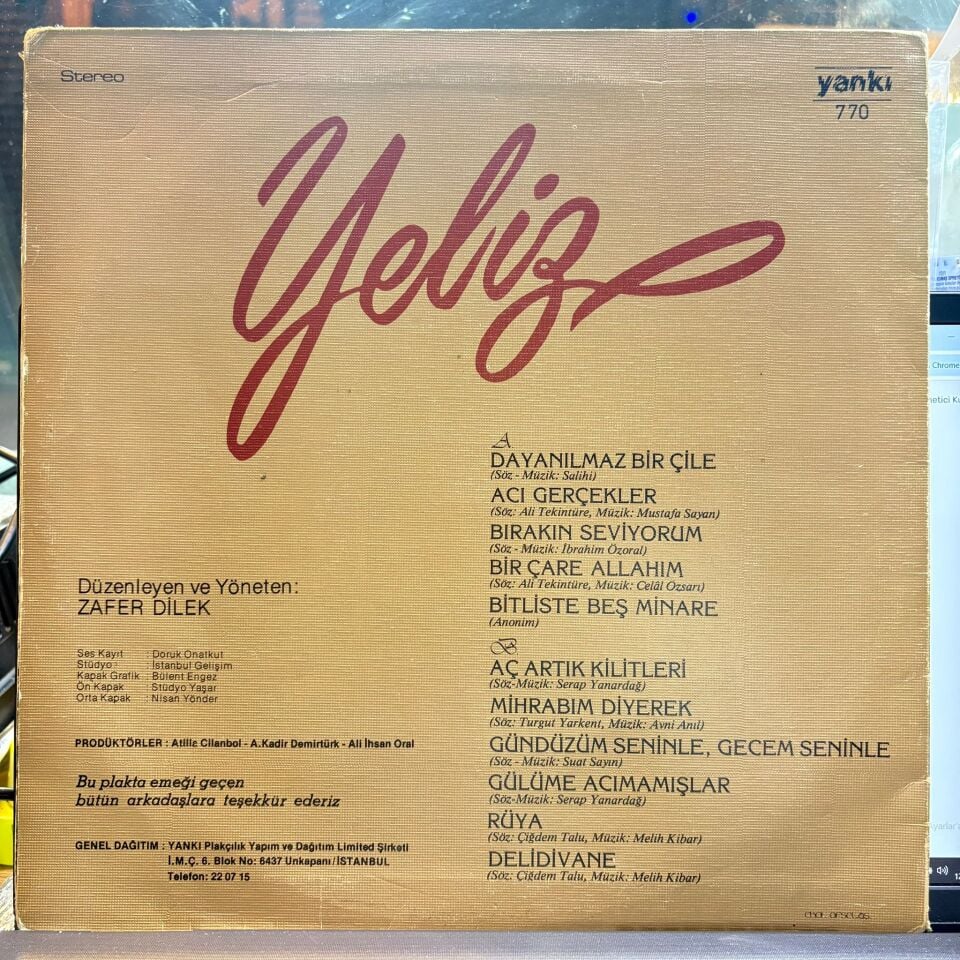 Stereo
yankı
770
Yeliz
A
DAYANILMAZ BİR ÇİLE
(Söz - Müzik: Salihi)
ACI GERÇEKLER
(Söz: Ali Tekintüre, Müzik: Mustafa Sayan)
BIRAKIN SEVİYORUM
(Söz - Müzik: İbrahim Özoral)
BİR ÇARE ALLAHIM
(Söz: Ali Tekintüre, Müzik: Celâl Özsarı)
BİTLİSTE BEŞ MİNARE
(Anonim)
B
AÇ ARTIK KİLİTLERİ
(Söz-Müzik: Serap Yanardağ)
MİHRABIM DİYEREK
(Söz: Turgut Yarkent, Müzik: Avni Anıl)
GÜNDÜZÜM SENİNLE, GECEM SENİNLE
(Söz - Müzik: Suat Sayın)
GÜLÜME ACIMAMIŞLAR
(Söz-Müzik: Serap Yanardağ)
RÜYA
(Söz: Çiğdem Talu, Müzik: Melih Kibar)
DELİDİVANE
(Söz: Çiğdem Talu, Müzik: Melih Kibar)
Düzenleyen ve Yöneten:
ZAFER DİLEK
Ses Kayıt : Doruk Onatkut
Stüdyo : İstanbul Gelişim
Kapak Grafik : Bülent Engez
Ön Kapak : Stüdyo Yaşar
Orta Kapak : Nisan Yönder
PRODÜKTÖRLER : Atilla Cilanbol - A.Kadir Demirtürk - Ali İhsan Oral
Bu plakta emeği geçen
bütün arkadaşlara teşekkür ederiz
GENEL DAĞITIM : YANKI Plakçılık Yapım ve Dağıtım Limited Şirketi
İ.M.Ç. 6. Blok No: 6437 Unkapanı/İSTANBUL
Telefon: 22 07 15
Chrome